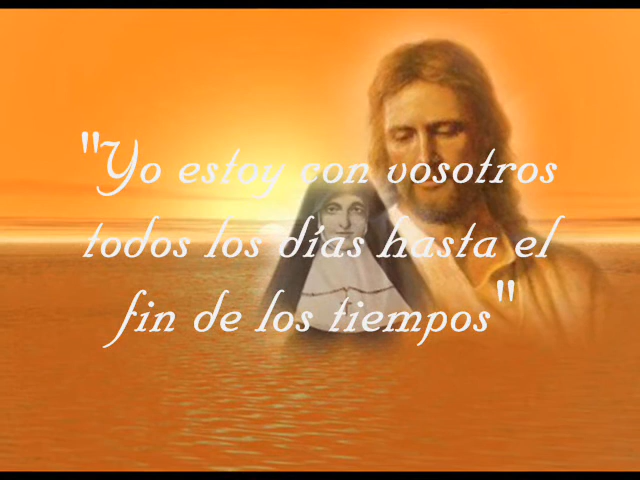 "Yo estoy con vosotros
todos los días hasta el
fin de los tiempos"